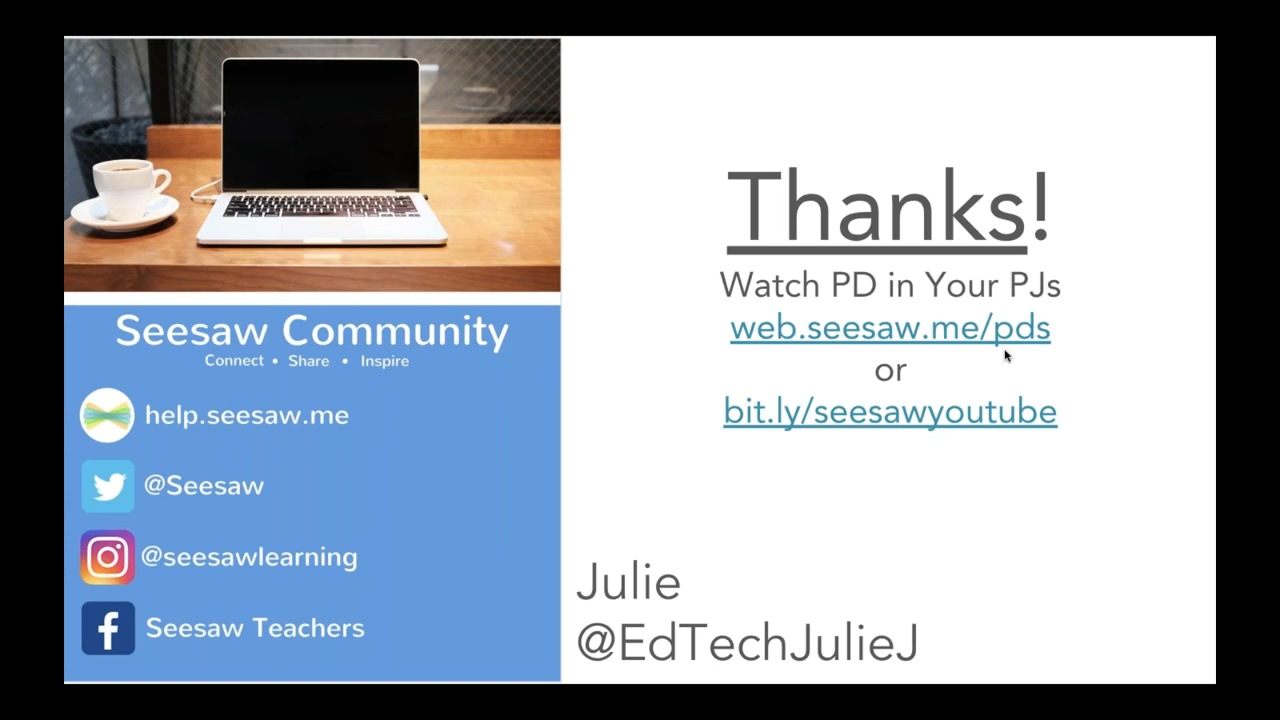 Seesaw Community
Connect • Share • Inspire
help.seesaw.me
@Seesaw
@seesawlearning
Seesaw Teachers
Thanks!
Watch PD in Your PJs
web.seesaw.me/pds
or
bit.ly/seesawyoutube
Julie
@EdTechJulieJ